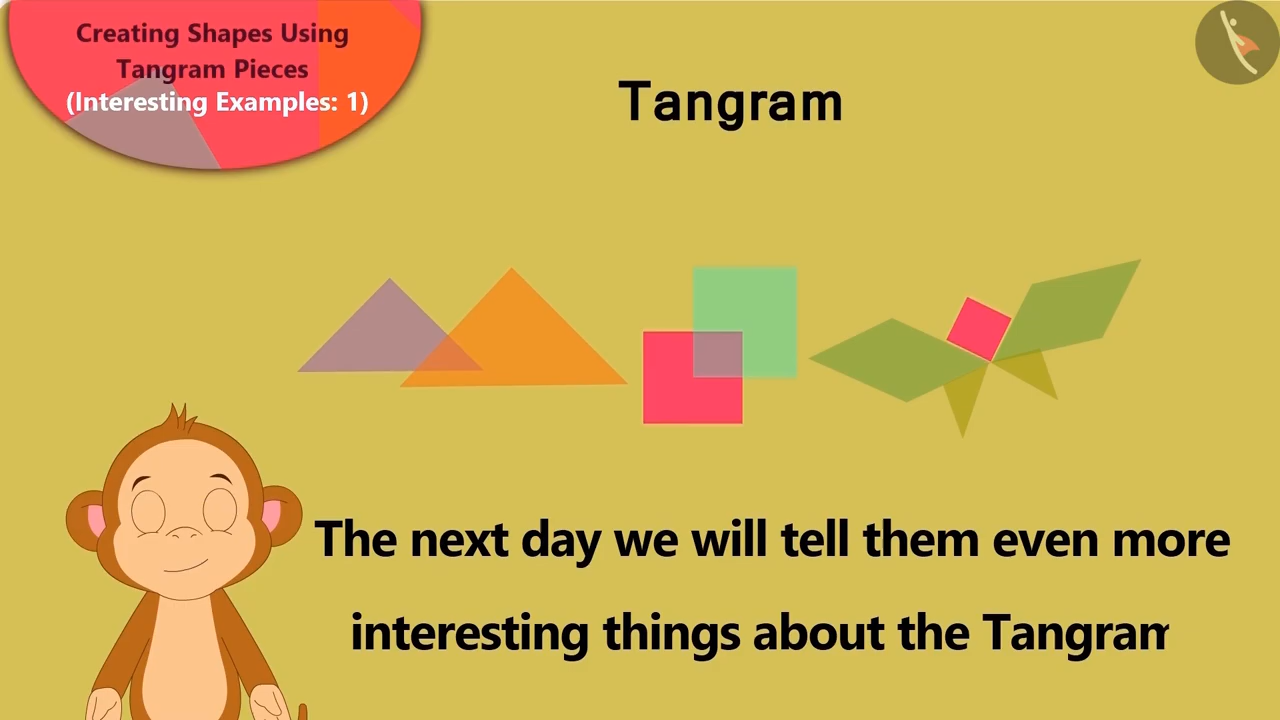 Creating Shapes Using
Tangram Pieces
(Interesting Examples: 1)
Tangram
The next day we will tell them even more
interesting things about the Tangram